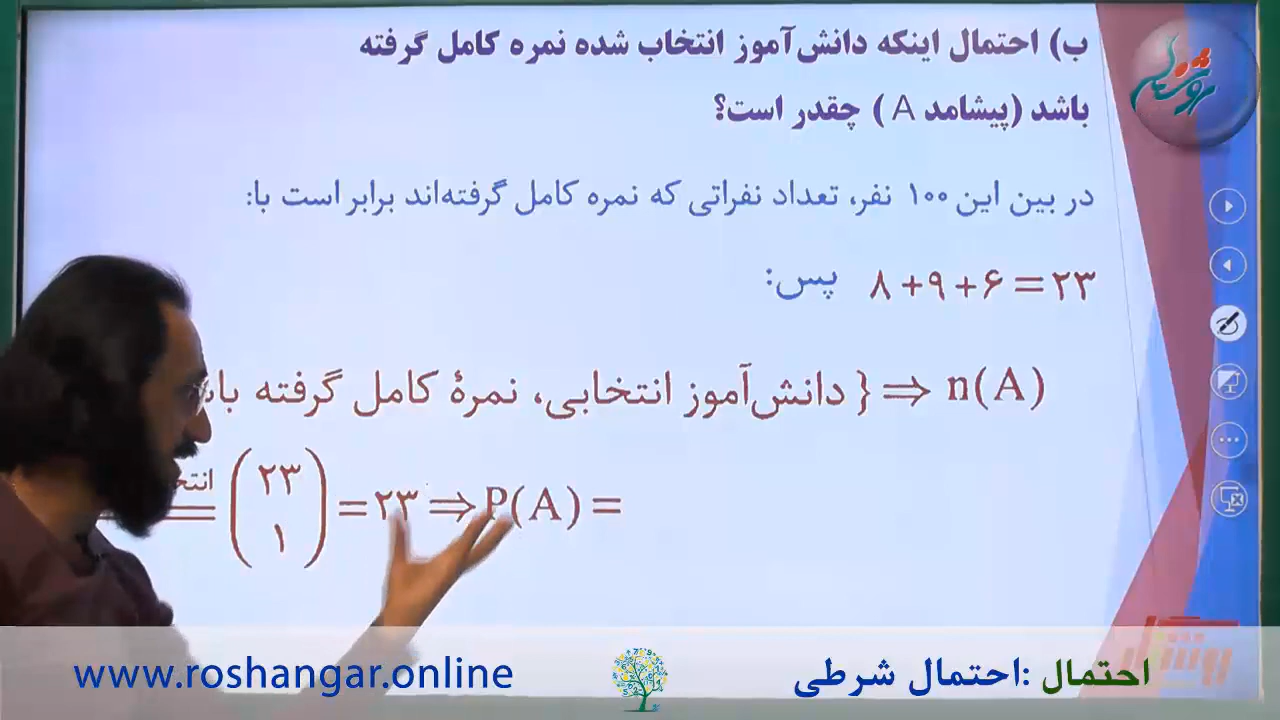 ب) احتمال اینکه دانش‌آموز انتخاب شده نمره کامل گرفته
باشد (پیشامد A) چقدر است؟
در بین این ۱۰۰ نفر، تعداد نفراتی که نمره کامل گرفته‌اند برابر است با:
۸+۹+۶=۲۳ پس:
دانش‌آموز انتخابی، نمرهٔ کامل گرفته } ⇒ n(A)
(۲۳ ۱) = ۲۳ ⇒ P(A) =
www.roshangar.online
احتمال :احتمال شرطی